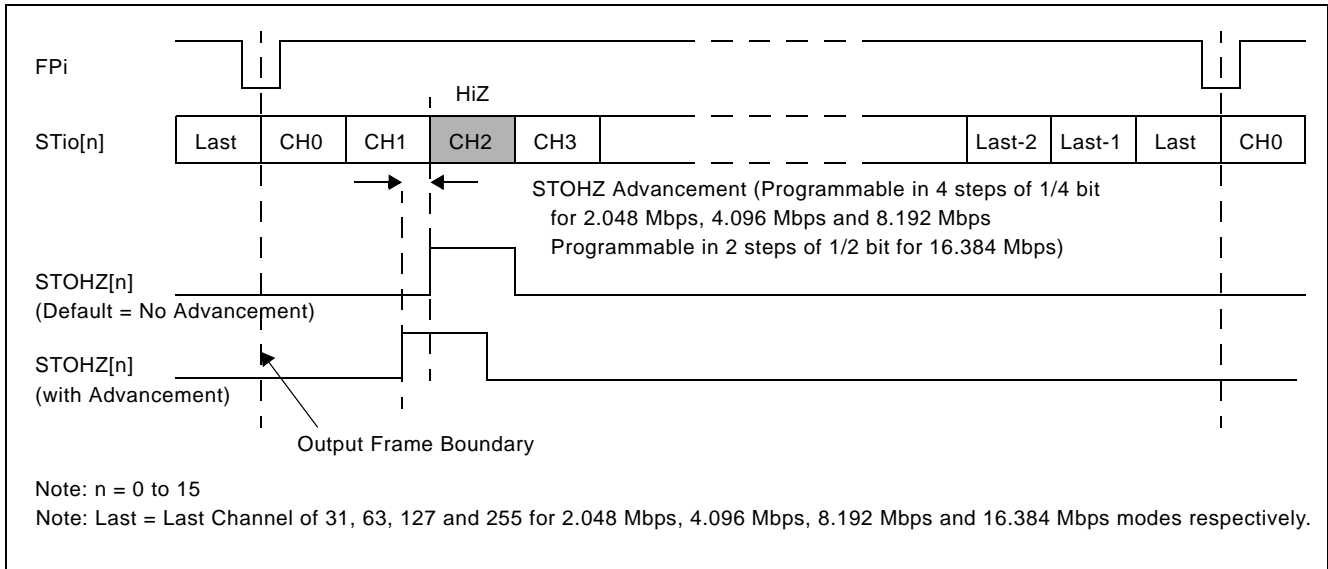 FPi
HiZ
STio[n] Last CH0 CH1 CH2 CH3 Last-2 Last-1 Last CH0
STOHZ Advancement (Programmable in 4 steps of 1/4 bit
for 2.048 Mbps, 4.096 Mbps and 8.192 Mbps
Programmable in 2 steps of 1/2 bit for 16.384 Mbps)
STOHZ[n]
(Default = No Advancement)
STOHZ[n]
(with Advancement)
Output Frame Boundary
Note: n = 0 to 15
Note: Last = Last Channel of 31, 63, 127 and 255 for 2.048 Mbps, 4.096 Mbps, 8.192 Mbps and 16.384 Mbps modes respectively.